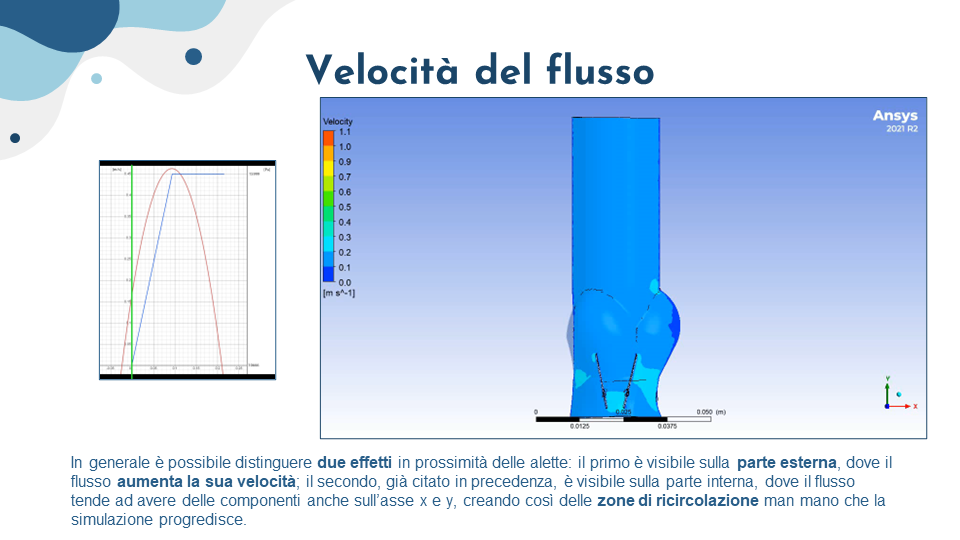 Velocità del flusso
Ansys
2021 R2
Velocity
1.1
1.0
0.9
0.7
0.6
0.5
0.4
0.3
0.2
0.1
0.0
[m s^-1]
Y
X
0
0.025
0.050 (m)
0.0125
0.0375
In generale è possibile distinguere due effetti in prossimità delle alette: il primo è visibile sulla parte esterna, dove il
flusso aumenta la sua velocità; il secondo, già citato in precedenza, è visibile sulla parte interna, dove il flusso
tende ad avere delle componenti anche sull'asse x e y, creando così delle zone di ricircolazione man mano che la
simulazione progredisce.